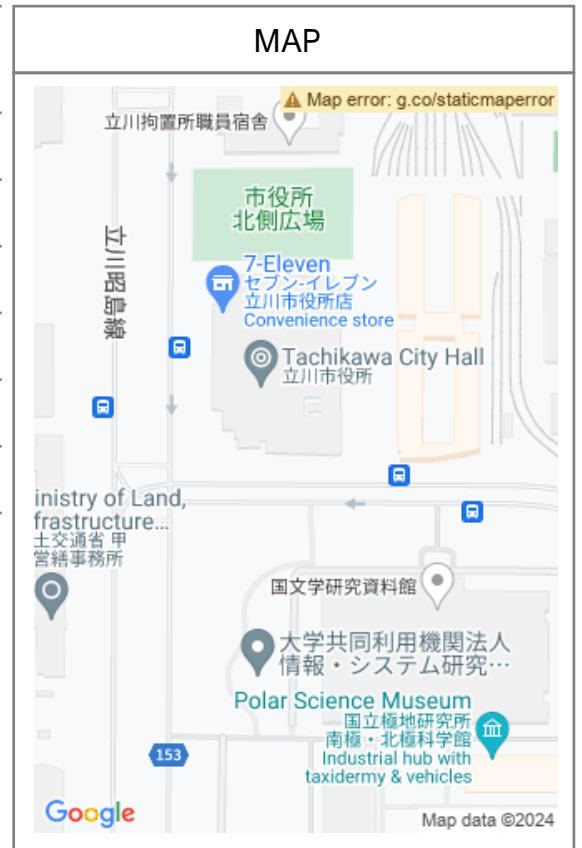 MAP
Map error: g.co/staticmaperror
立川拘置所職員宿舎
市役所
北側広場
立川昭島線
7-Eleven
セブン-イレブン
立川市役所店
Convenience store
Tachikawa City Hall
立川市役所
inistry of Land,
frastructure...
土交通省 甲
営繕事務所
国文学研究資料館
大学共同利用機関法人
情報・システム研究…
Polar Science Museum
国立極地研究所
南極・北極科学館
Industrial hub with
taxidermy & vehicles
153
Google
Map data ©2024